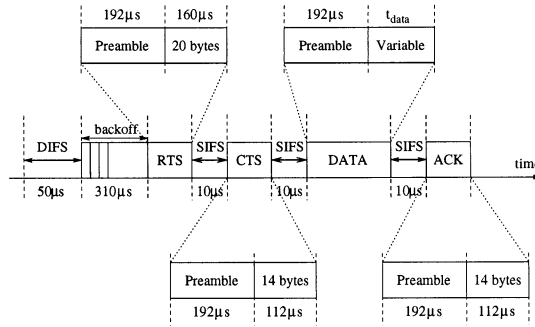 192μs 160μs 192μs t_data
Preamble 20 bytes Preamble Variable
DIFS backoff SIFS SIFS SIFS
RTS CTS DATA ACK
time
50μs 310μs 10μs 10μs 10μs
Preamble 14 bytes Preamble 14 bytes
192μs 112μs 192μs 112μs